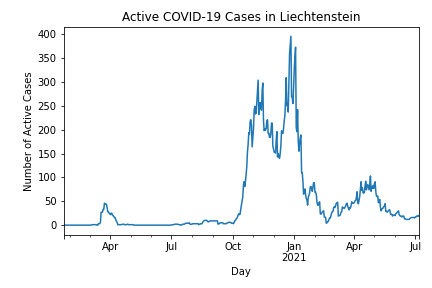 Active COVID-19 Cases in Liechtenstein
400
350
300
250
200
150
100
50
0
Number of Active Cases
Apr
Jul
Oct
Jan
2021
Apr
Jul
Day